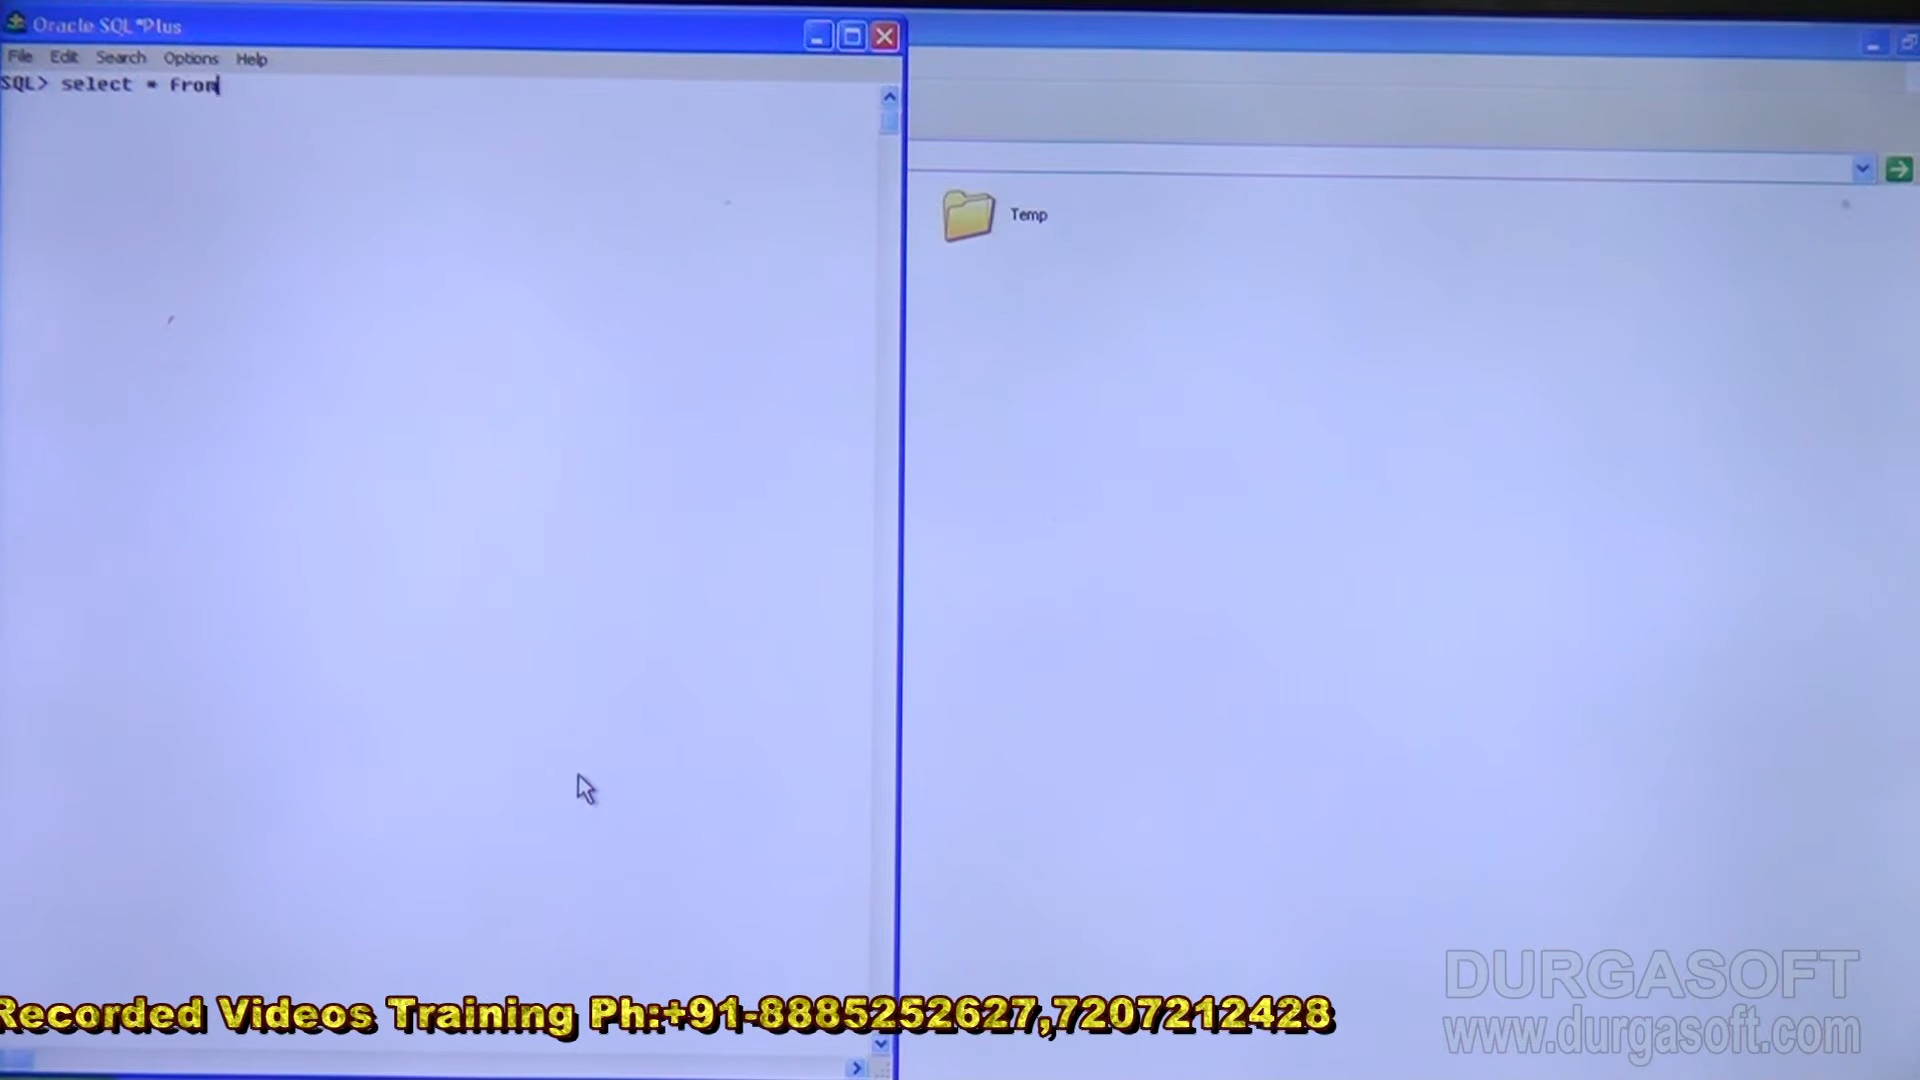 Oracle SQL*Plus
File Edit Search Options Help
SQL> select * from
Temp
Recorded Videos Training Ph:+91-8885252627,7207212428
DURGASOFT
www.durgasoft.com